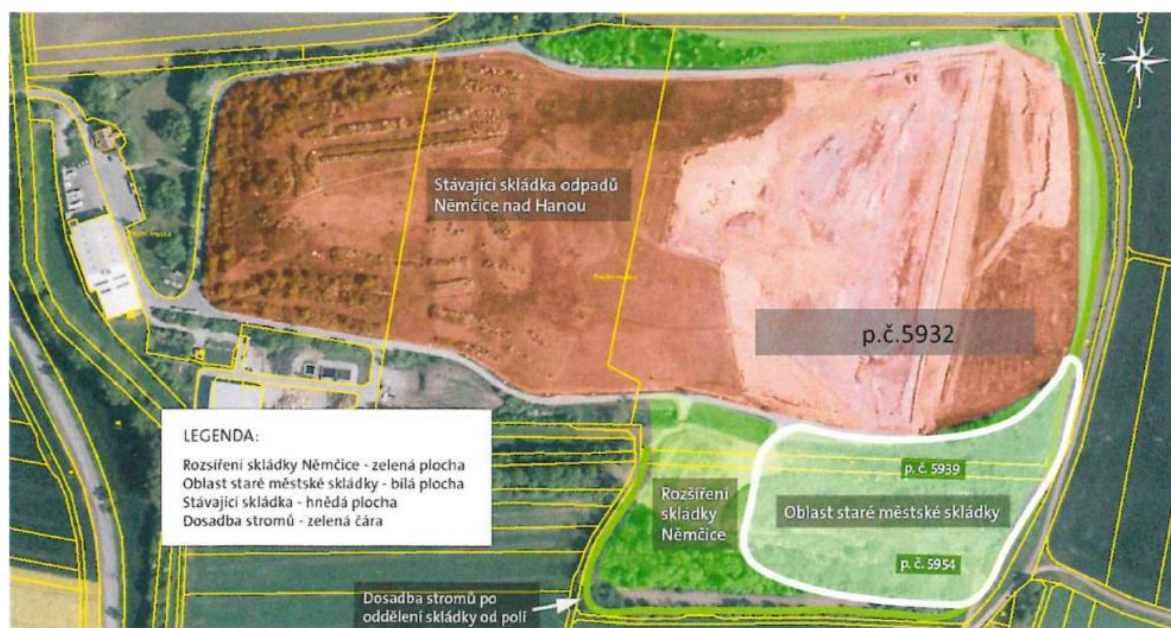 S
Z
J
Stávající skládka odpadů
Němčice nad Hanou
p.č.5932
LEGENDA:
Rozsíření skládky Němčice - zelená plocha
Oblast staré městské skládky - bílá plocha
Stávající skládka - hnědá plocha
Dosadba stromů - zelená čára
p. č. 5939
Rozšíření
skládky
Němčice
Oblast staré městské skládky
p. č. 5954
Dosadba stromů po
oddělení skládky od polí